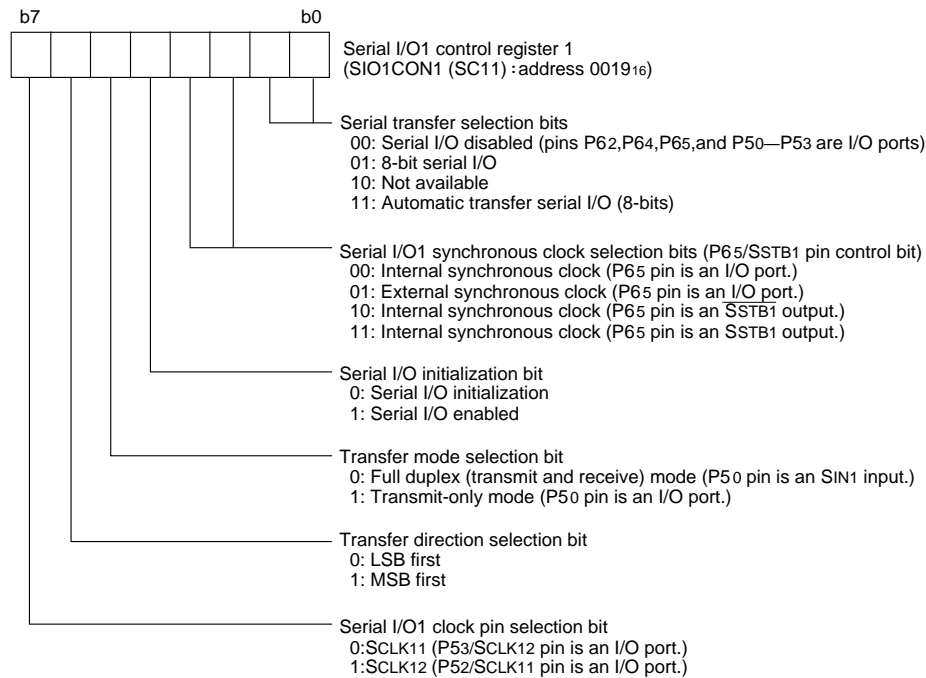 b7 b0
Serial I/O1 control register 1
(SIO1CON1 (SC11) : address 001916)
Serial transfer selection bits
00: Serial I/O disabled (pins P62,P64,P65,and P50—P53 are I/O ports)
01: 8-bit serial I/O
10: Not available
11: Automatic transfer serial I/O (8-bits)
Serial I/O1 synchronous clock selection bits (P65/SSTB1 pin control bit)
00: Internal synchronous clock (P65 pin is an I/O port.)
01: External synchronous clock (P65 pin is an I/O port.)
10: Internal synchronous clock (P65 pin is an S̅S̅T̅B̅1̅ output.)
11: Internal synchronous clock (P65 pin is an SSTB1 output.)
Serial I/O initialization bit
0: Serial I/O initialization
1: Serial I/O enabled
Transfer mode selection bit
0: Full duplex (transmit and receive) mode (P50 pin is an SIN1 input.)
1: Transmit-only mode (P50 pin is an I/O port.)
Transfer direction selection bit
0: LSB first
1: MSB first
Serial I/O1 clock pin selection bit
0:SCLK11 (P53/SCLK12 pin is an I/O port.)
1:SCLK12 (P52/SCLK11 pin is an I/O port.)